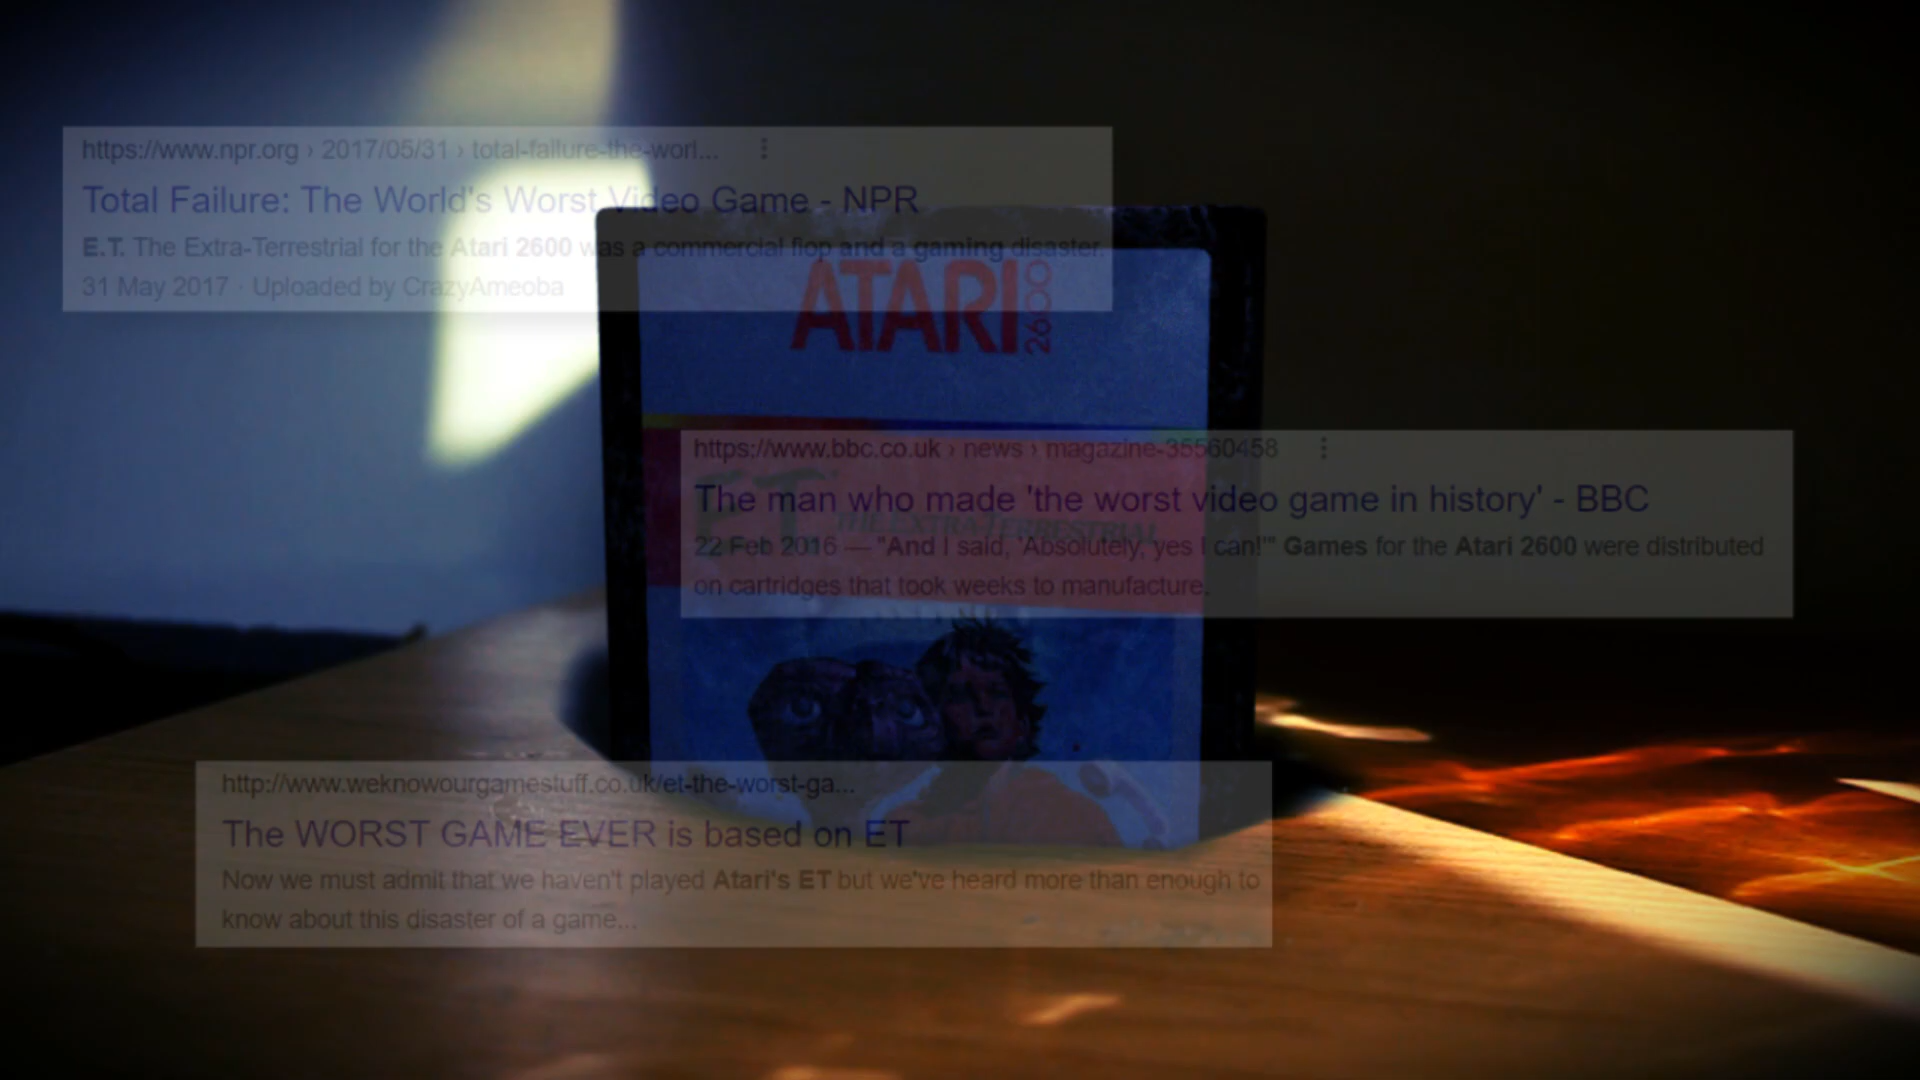 https://www.npr.org › 2017/05/31 › total-failure-the-worl...
Total Failure: The World's Worst Video Game - NPR
E.T. The Extra-Terrestrial for the Atari 2600 was a commercial flop and a gaming disaster.
31 May 2017 · Uploaded by CrazyAmeoba
ATARI 2600
https://www.bbc.co.uk › news › magazine-35560458
The man who made 'the worst video game in history' - BBC
E.T. THE EXTRA-TERRESTRIAL
22 Feb 2016 — "And I said, 'Absolutely, yes I can!'" Games for the Atari 2600 were distributed
on cartridges that took weeks to manufacture.
http://www.weknowourgamestuff.co.uk/et-the-worst-ga...
The WORST GAME EVER is based on ET
Now we must admit that we haven't played Atari's ET but we've heard more than enough to
know about this disaster of a game...